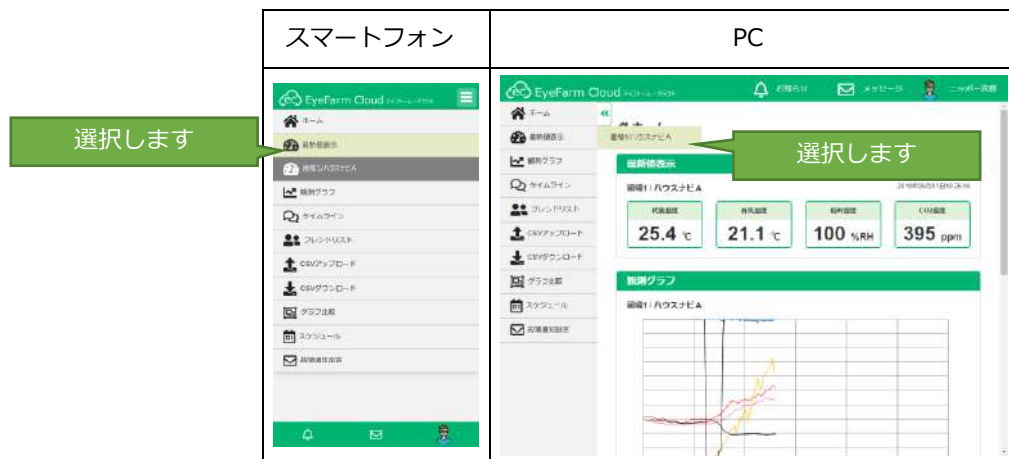 スマートフォン
PC
選択します
EyeFarm Cloud
ホーム
最新値表示
圃場1/ハウスナビA
観測グラフ
タイムライン
フレンドリスト
CSVアップロード
CSVダウンロード
グラフ比較
スケジュール
EyeFarm Cloud
お知らせ
メッセージ
ホーム
最新値表示
観測グラフ
タイムライン
フレンドリスト
CSVアップロード
CSVダウンロード
グラフ比較
スケジュール
圃場1/ハウスナビA
選択します
最新値表示
圃場1 / ハウスナビA
CO2濃度
25.4 ℃
21.1 ℃
100 %RH
395 ppm
観測グラフ
圃場1 / ハウスナビA